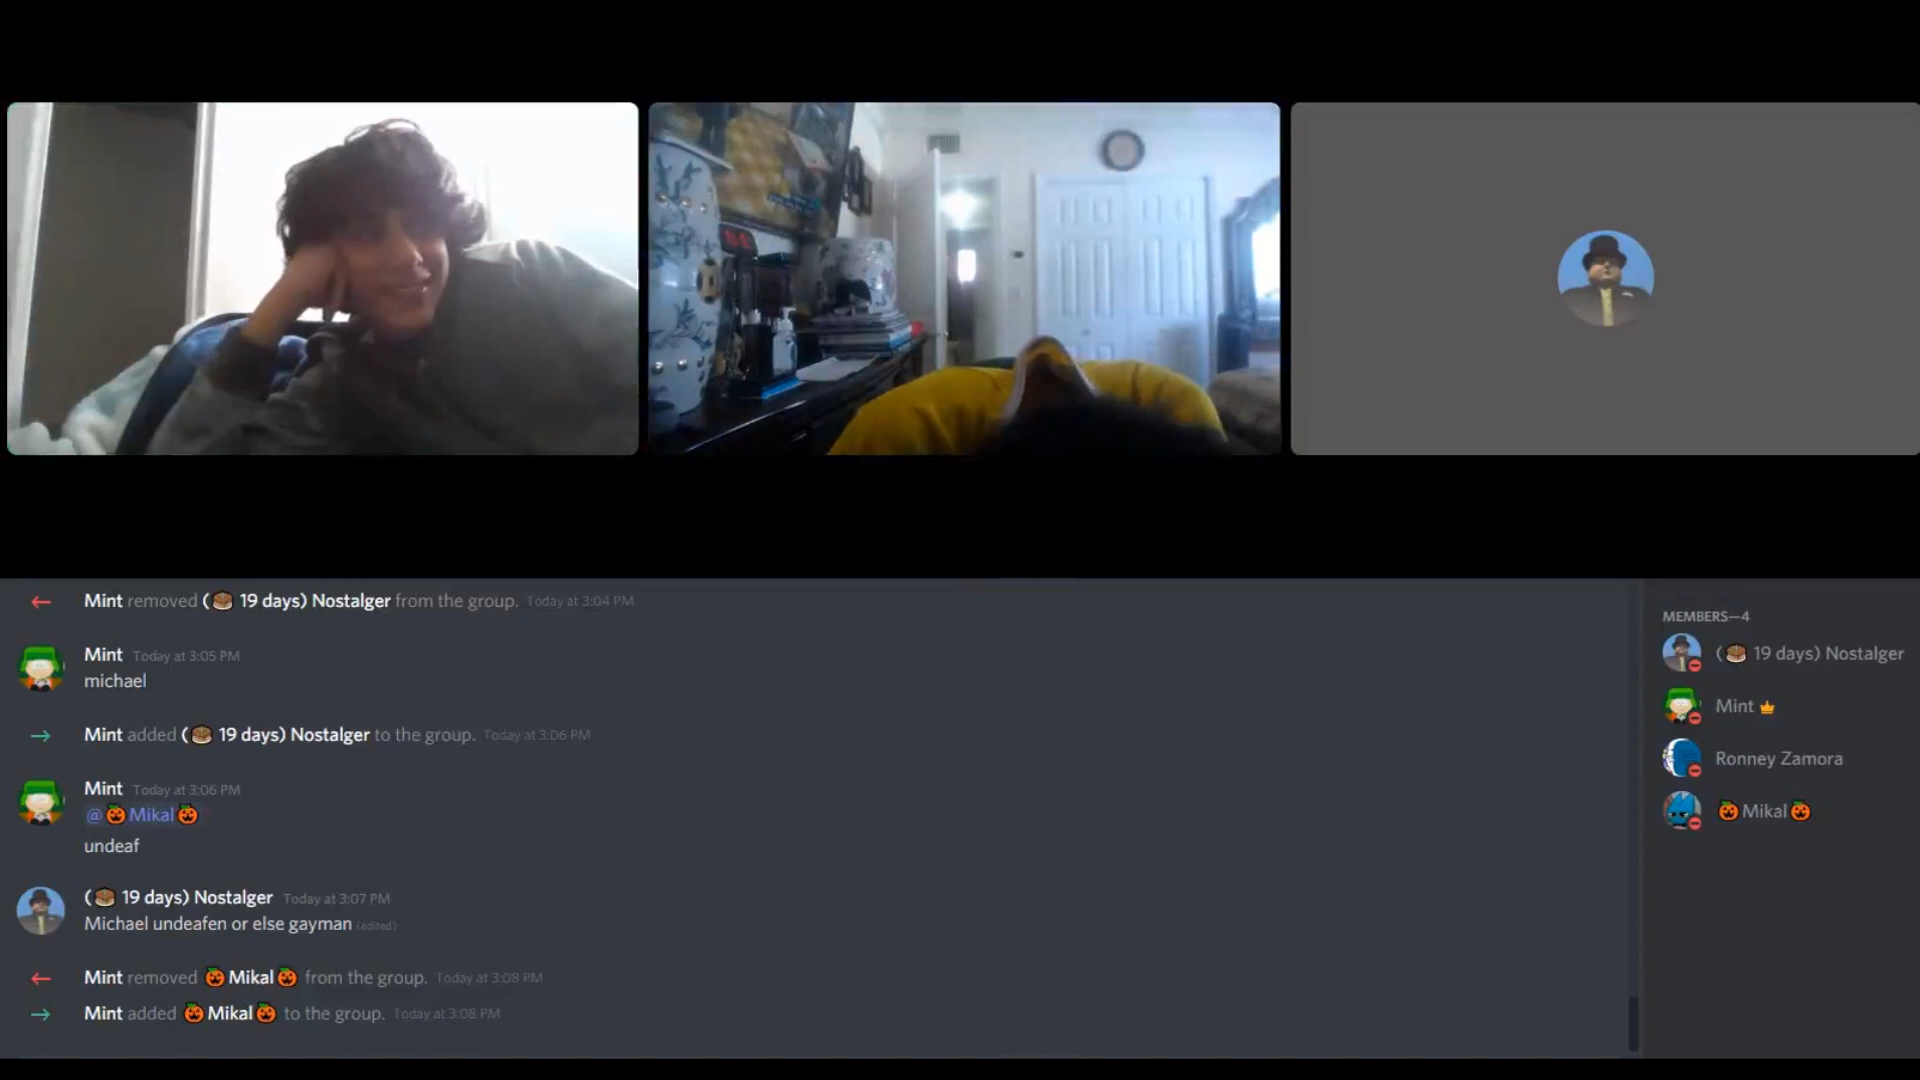 Mint removed (🥞 19 days) Nostalger from the group. Today at 3:04 PM
Mint Today at 3:05 PM
michael
Mint added (🥞 19 days) Nostalger to the group. Today at 3:06 PM
Mint Today at 3:06 PM
@🎃Mikal🎃
undeaf
(🥞 19 days) Nostalger Today at 3:07 PM
Michael undeafen or else gayman (edited)
Mint removed 🎃Mikal🎃 from the group. Today at 3:08 PM
Mint added 🎃Mikal🎃 to the group. Today at 3:08 PM
MEMBERS—4
(🥞 19 days) Nostalger
Mint
Ronney Zamora
🎃Mikal🎃